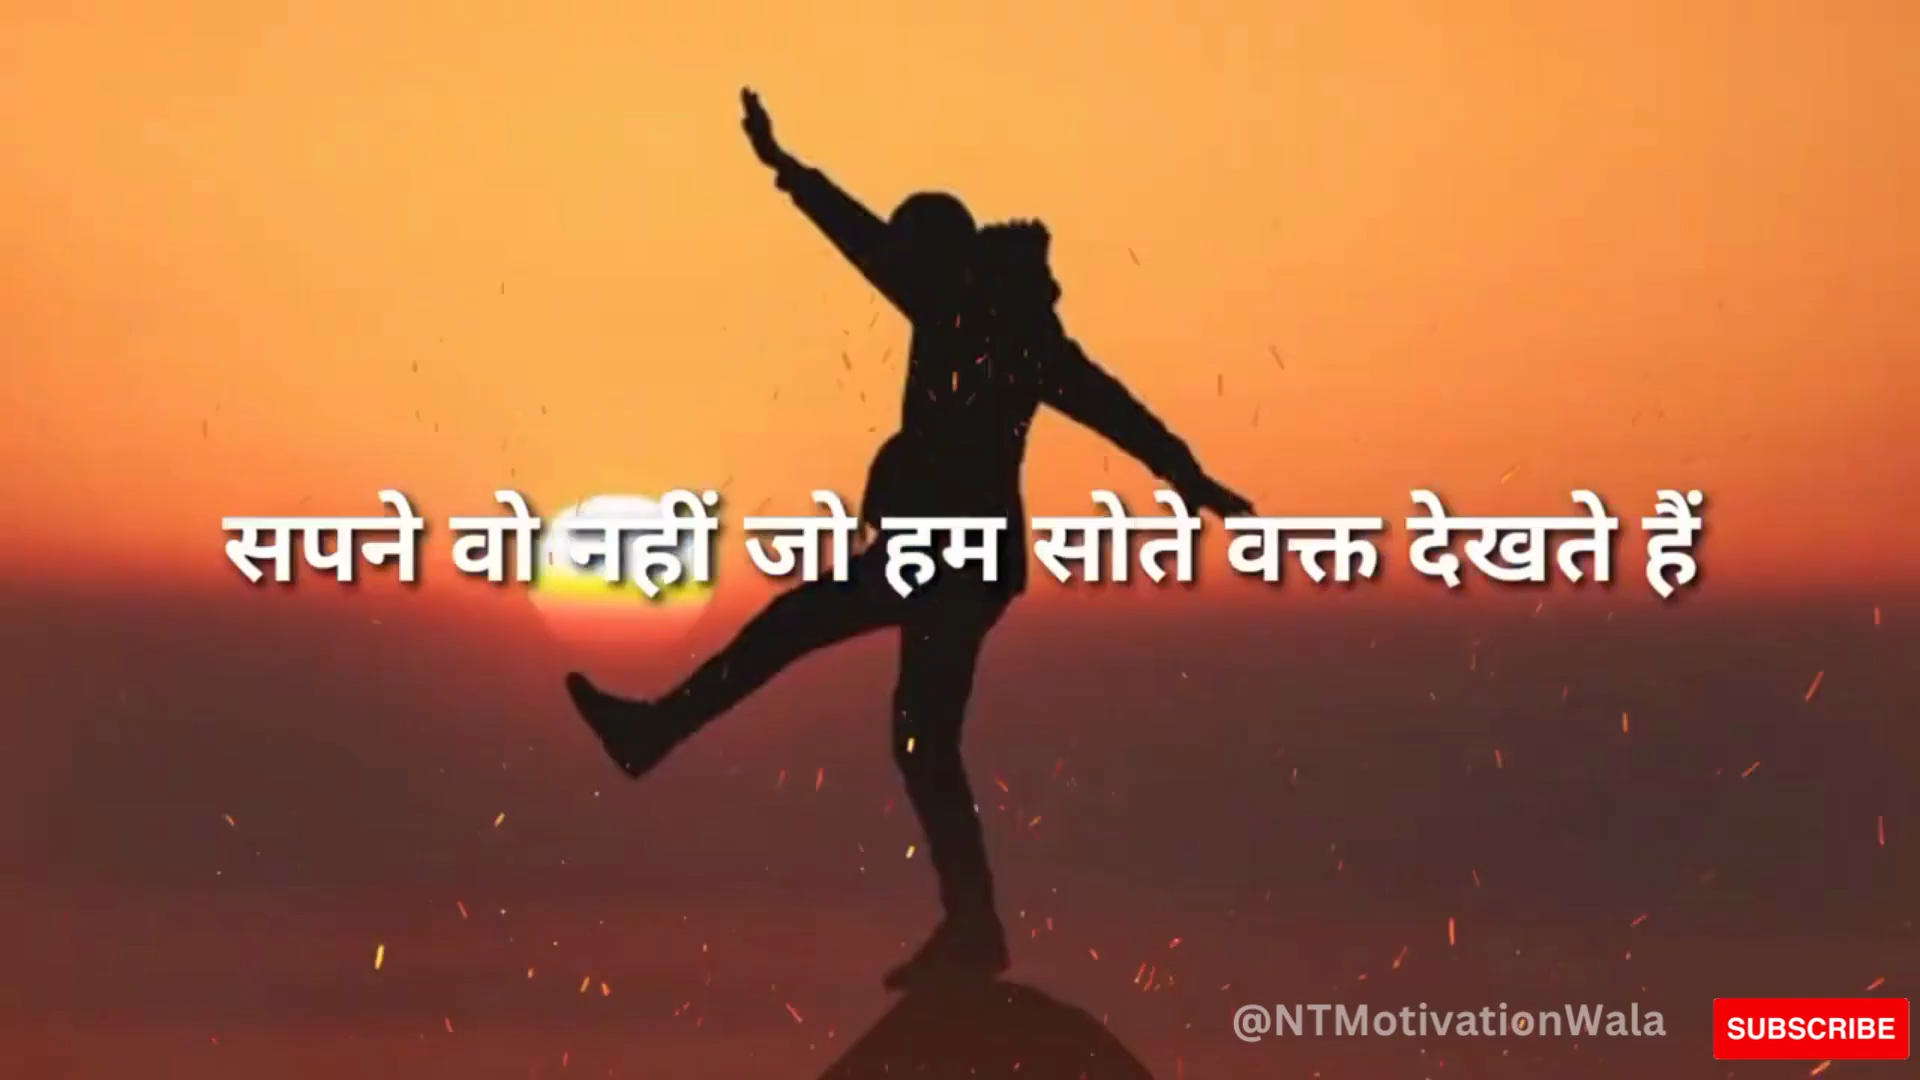 सपने वो नहीं जो हम सोते वक्त देखते हैं
@NTMotivationWala
SUBSCRIBE